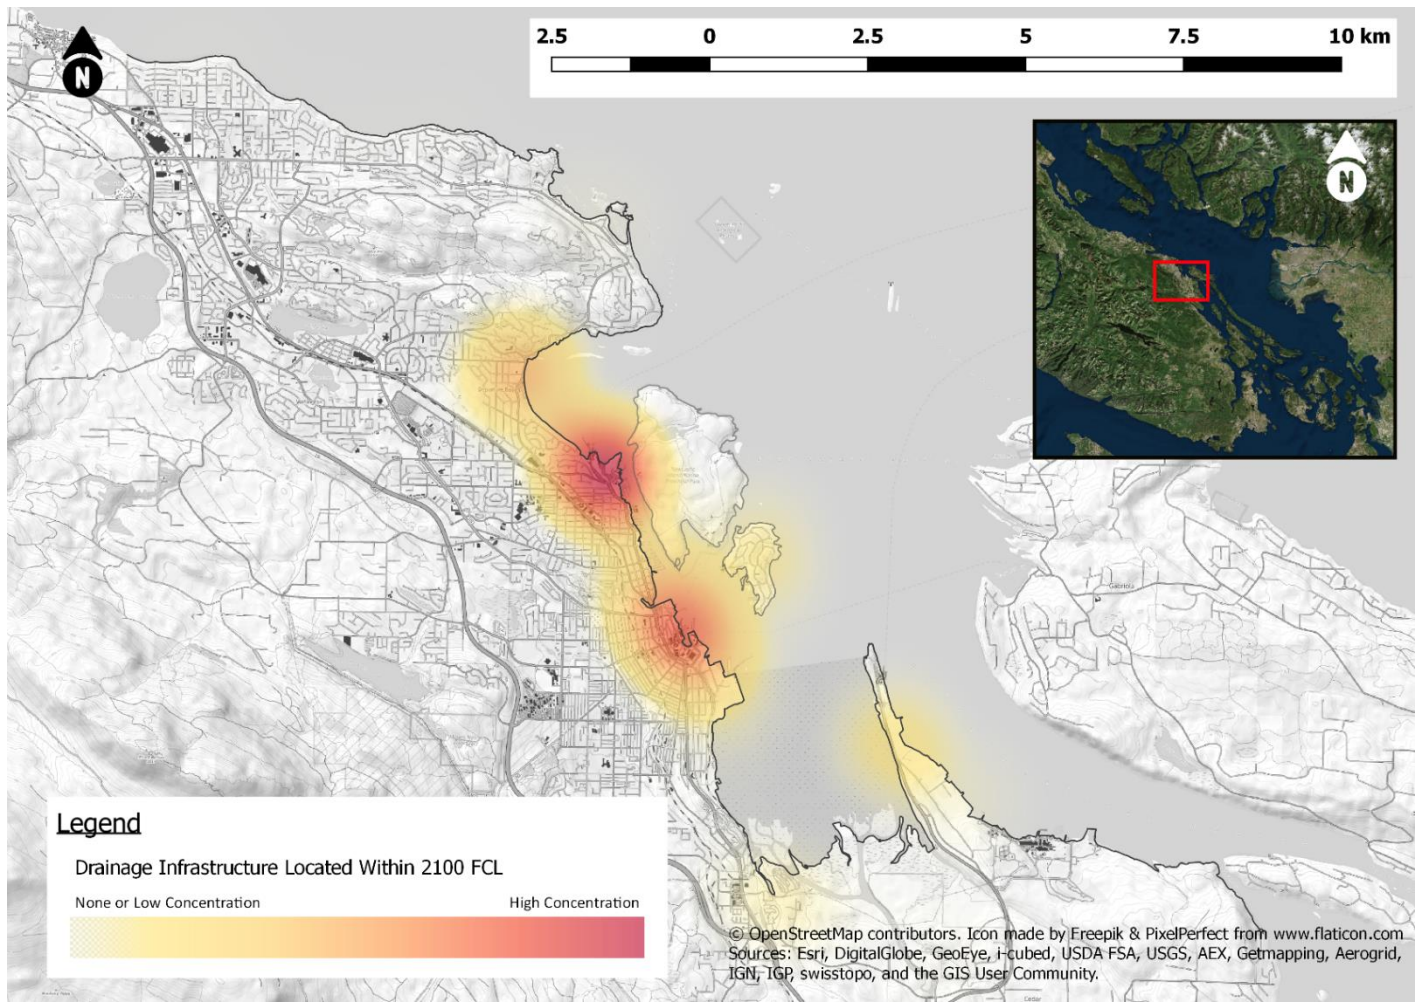 2.5 0 2.5 5 7.5 10 km
N
N
Gabriola
Legend
Drainage Infrastructure Located Within 2100 FCL
None or Low Concentration High Concentration
© OpenStreetMap contributors. Icon made by Freepik & PixelPerfect from www.flaticon.com
Sources: Esri, DigitalGlobe, GeoEye, i-cubed, USDA FSA, USGS, AEX, Getmapping, Aerogrid,
IGN, IGP, swisstopo, and the GIS User Community.
Cedar